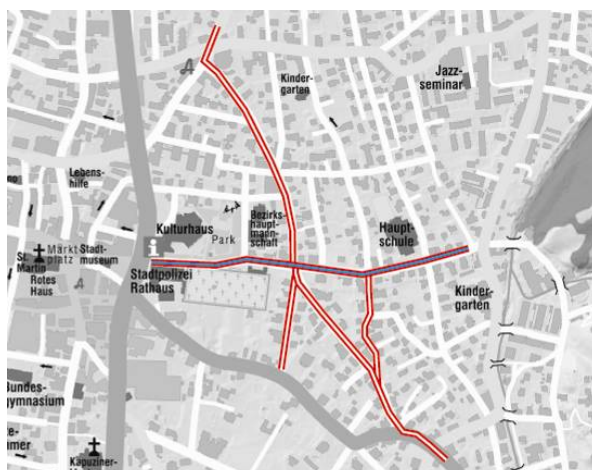 Kinder-
garten
Jazz-
seminar
Lebens-
hilfe
Kulturhaus
Park
Bezirks-
haupt
mann-
schaft
Haupt-
schule
St.
Martin
Markt
platz
Stadt-
museum
Rotes
Haus
i
Stadtpolizei
Rathaus
Kinder-
garten
Bundes-
gymnasium
Kapuziner-